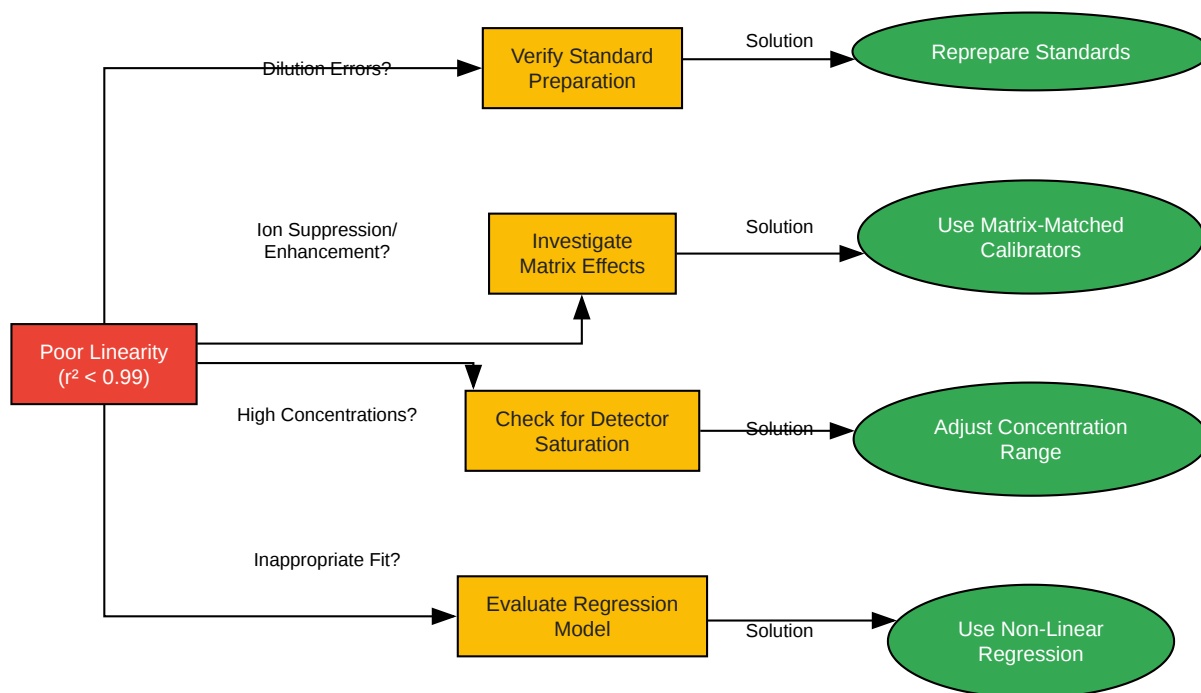 Dilution Errors?
Verify Standard
Preparation
Solution
Reprepare Standards
Ion Suppression/
Enhancement?
Investigate
Matrix Effects
Solution
Use Matrix-Matched
Calibrators
Poor Linearity
(r² < 0.99)
High Concentrations?
Check for Detector
Saturation
Solution
Adjust Concentration
Range
Inappropriate Fit?
Evaluate Regression
Model
Solution
Use Non-Linear
Regression